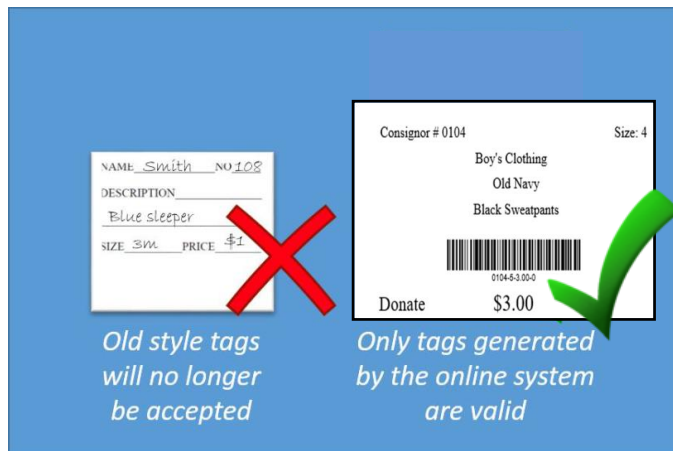 NAME Smith NO 108
DESCRIPTION
Blue sleeper
SIZE 3m PRICE $1
Old style tags
will no longer
be accepted
Consignor # 0104 Size: 4
Boy's Clothing
Old Navy
Black Sweatpants
0104-5-3.00-0
Donate $3.00
Only tags generated
by the online system
are valid